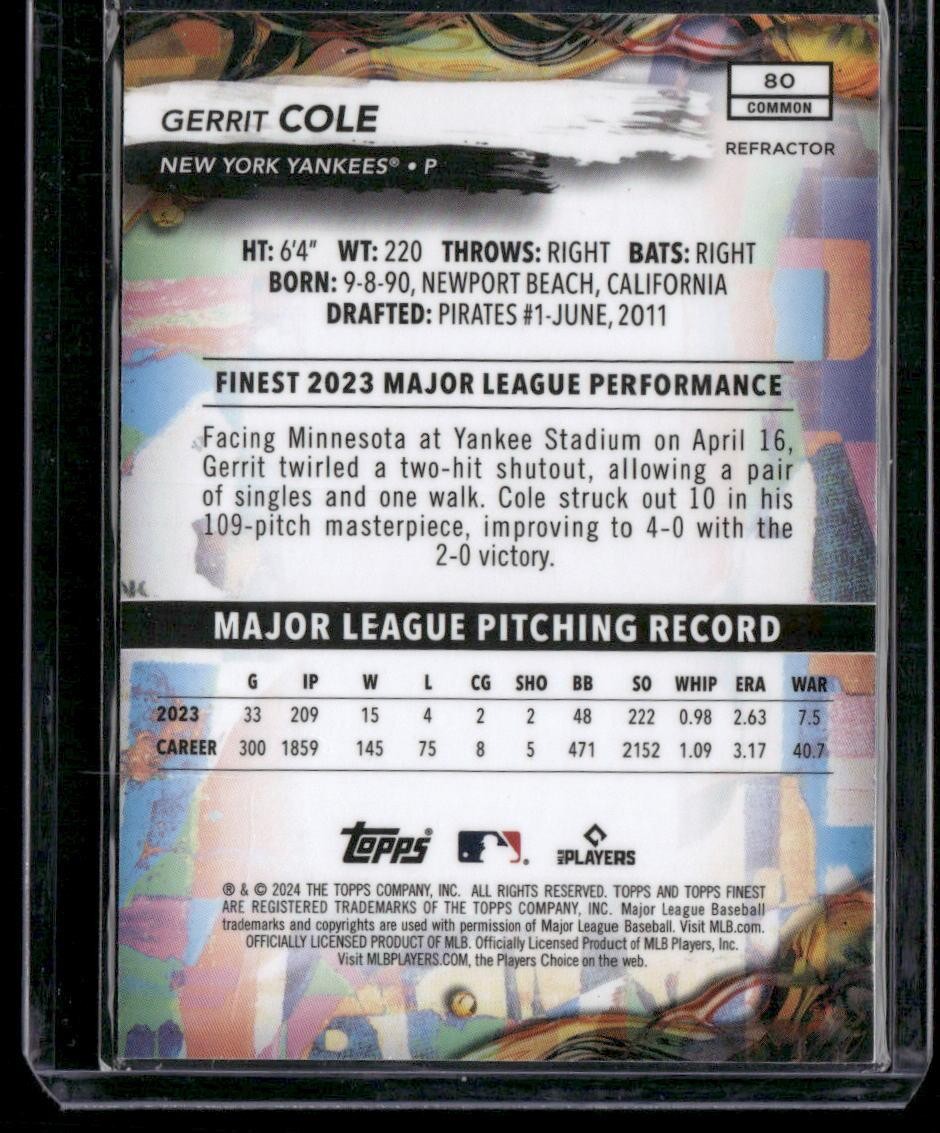 GERRIT COLE
NEW YORK YANKEES® • P
80
COMMON
REFRACTOR
HT: 6'4" WT: 220 THROWS: RIGHT BATS: RIGHT
BORN: 9-8-90, NEWPORT BEACH, CALIFORNIA
DRAFTED: PIRATES #1-JUNE, 2011
FINEST 2023 MAJOR LEAGUE PERFORMANCE
Facing Minnesota at Yankee Stadium on April 16,
Gerrit twirled a two-hit shutout, allowing a pair
of singles and one walk. Cole struck out 10 in his
109-pitch masterpiece, improving to 4-0 with the
2-0 victory.
MAJOR LEAGUE PITCHING RECORD
G IP W L CG SHO BB SO WHIP ERA WAR
2023 33 209 15 4 2 2 48 222 0.98 2.63 7.5
CAREER 300 1859 145 75 8 5 471 2152 1.09 3.17 40.7
Topps®
MLB PLAYERS
® & © 2024 THE TOPPS COMPANY, INC. ALL RIGHTS RESERVED. TOPPS AND TOPPS FINEST
ARE REGISTERED TRADEMARKS OF THE TOPPS COMPANY, INC. Major League Baseball
trademarks and copyrights are used with permission of Major League Baseball. Visit MLB.com.
OFFICIALLY LICENSED PRODUCT OF MLB. Officially Licensed Product of MLB Players, Inc.
Visit MLBPLAYERS.COM, the Players Choice on the web.